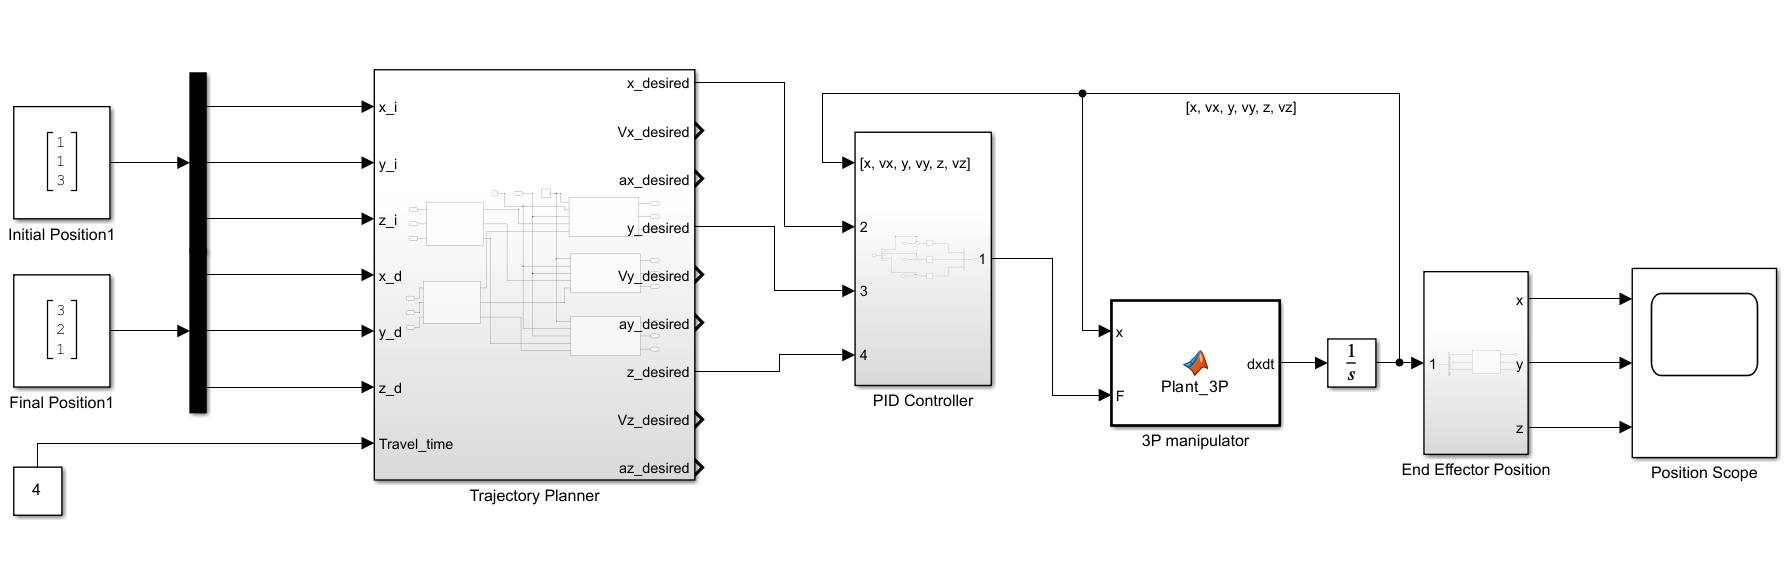 1
1
3
Initial Position1
3
2
1
Final Position1
4
x_i
y_i
z_i
x_d
y_d
z_d
Travel_time
x_desired
Vx_desired
ax_desired
y_desired
Vy_desired
ay_desired
z_desired
Vz_desired
az_desired
Trajectory Planner
[x, vx, y, vy, z, vz]
2
3
4
1
PID Controller
[x, vx, y, vy, z, vz]
x
F
Plant_3P
dxdt
3P manipulator
1
s
1
x
y
z
End Effector Position
Position Scope